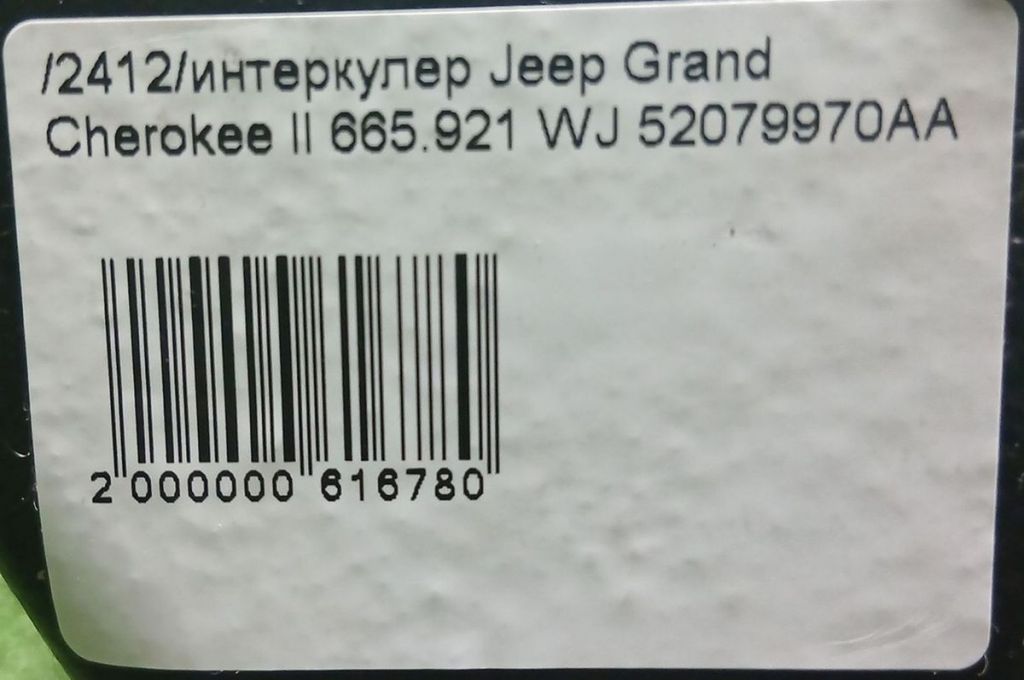 /2412/интеркулер Jeep Grand
Cherokee II 665.921 WJ 52079970AA
2 000000 616780